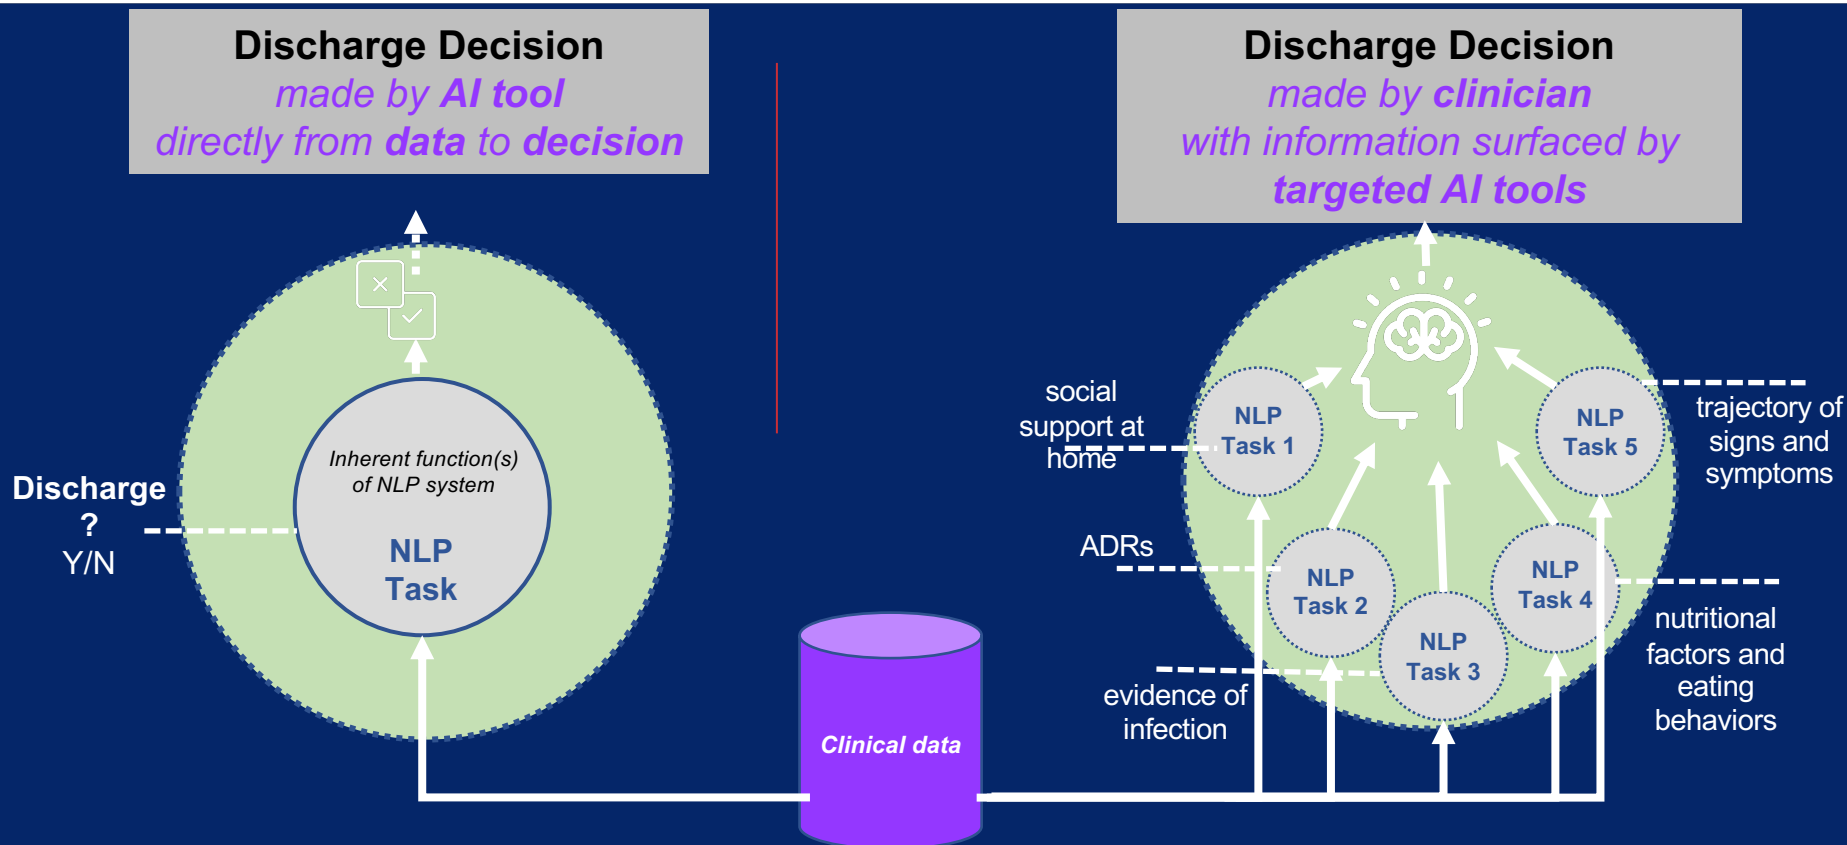 Discharge Decision
made by AI tool
directly from data to decision
Discharge
?
Y/N
Inherent function(s)
of NLP system
NLP
Task
Clinical data
Discharge Decision
made by clinician
with information surfaced by
targeted AI tools
social
support at
home
NLP
Task 1
ADRs
NLP
Task 2
evidence of
infection
NLP
Task 3
NLP
Task 4
nutritional
factors and
eating
behaviors
NLP
Task 5
trajectory of
signs and
symptoms